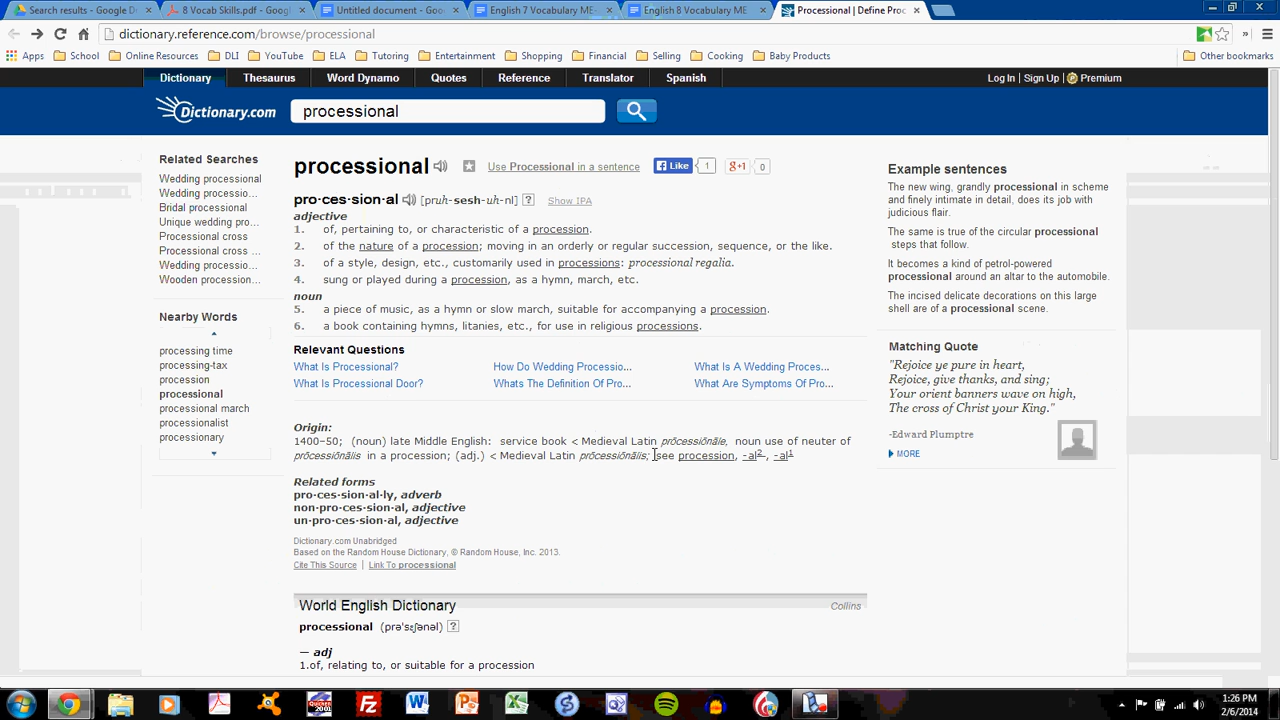 Search results - Google D
8 Vocab Skills.pdf - Google
Untitled document - Google
English 7 Vocabulary ME
English 8 Vocabulary ME
Processional | Define Proc
dictionary.reference.com/browse/processional
Apps School Online Resources DLI YouTube ELA Tutoring Entertainment Shopping Financial Selling Cooking Baby Products Other bookmarks
Dictionary Thesaurus Word Dynamo Quotes Reference Translator Spanish Log In | Sign Up | Premium
Dictionary.com processional
Related Searches
Wedding processional
Wedding processio...
Bridal processional
Unique wedding pro...
Processional cross
Processional cross ...
Wedding processio...
Wooden procession...
Nearby Words
processing time
processing-tax
procession
processional
processional march
processionalist
processionary
processional Use Processional in a sentence Like 1 g+1 0
pro·ces·sion·al [pruh-sesh-uh-nl] ? Show IPA
adjective
1. of, pertaining to, or characteristic of a procession.
2. of the nature of a procession; moving in an orderly or regular succession, sequence, or the like.
3. of a style, design, etc., customarily used in processions: processional regalia.
4. sung or played during a procession, as a hymn, march, etc.
noun
5. a piece of music, as a hymn or slow march, suitable for accompanying a procession.
6. a book containing hymns, litanies, etc., for use in religious processions.
Relevant Questions
What Is Processional? How Do Wedding Processio... What Is A Wedding Proces...
What Is Processional Door? Whats The Definition Of Pro... What Are Symptoms Of Pro...
Origin:
1400–50; (noun) late Middle English: service book < Medieval Latin prōcessiōnāle, noun use of neuter of
prōcessiōnālis in a procession; (adj.) < Medieval Latin prōcessiōnālis; see procession, -al2, -al1
Related forms
pro·ces·sion·al·ly, adverb
non·pro·ces·sion·al, adjective
un·pro·ces·sion·al, adjective
Dictionary.com Unabridged
Based on the Random House Dictionary, © Random House, Inc. 2013.
Cite This Source | Link To processional
World English Dictionary Collins
processional (prəˈsɛʃənəl) ?
— adj
1.of, relating to, or suitable for a procession
Example sentences
The new wing, grandly processional in scheme
and finely intimate in detail, does its job with
judicious flair.
The same is true of the circular processional
steps that follow.
It becomes a kind of petrol-powered
processional around an altar to the automobile.
The incised delicate decorations on this large
shell are of a processional scene.
Matching Quote
"Rejoice ye pure in heart,
Rejoice, give thanks, and sing;
Your orient banners wave on high,
The cross of Christ your King."
-Edward Plumptre
MORE
1:26 PM
2/6/2014